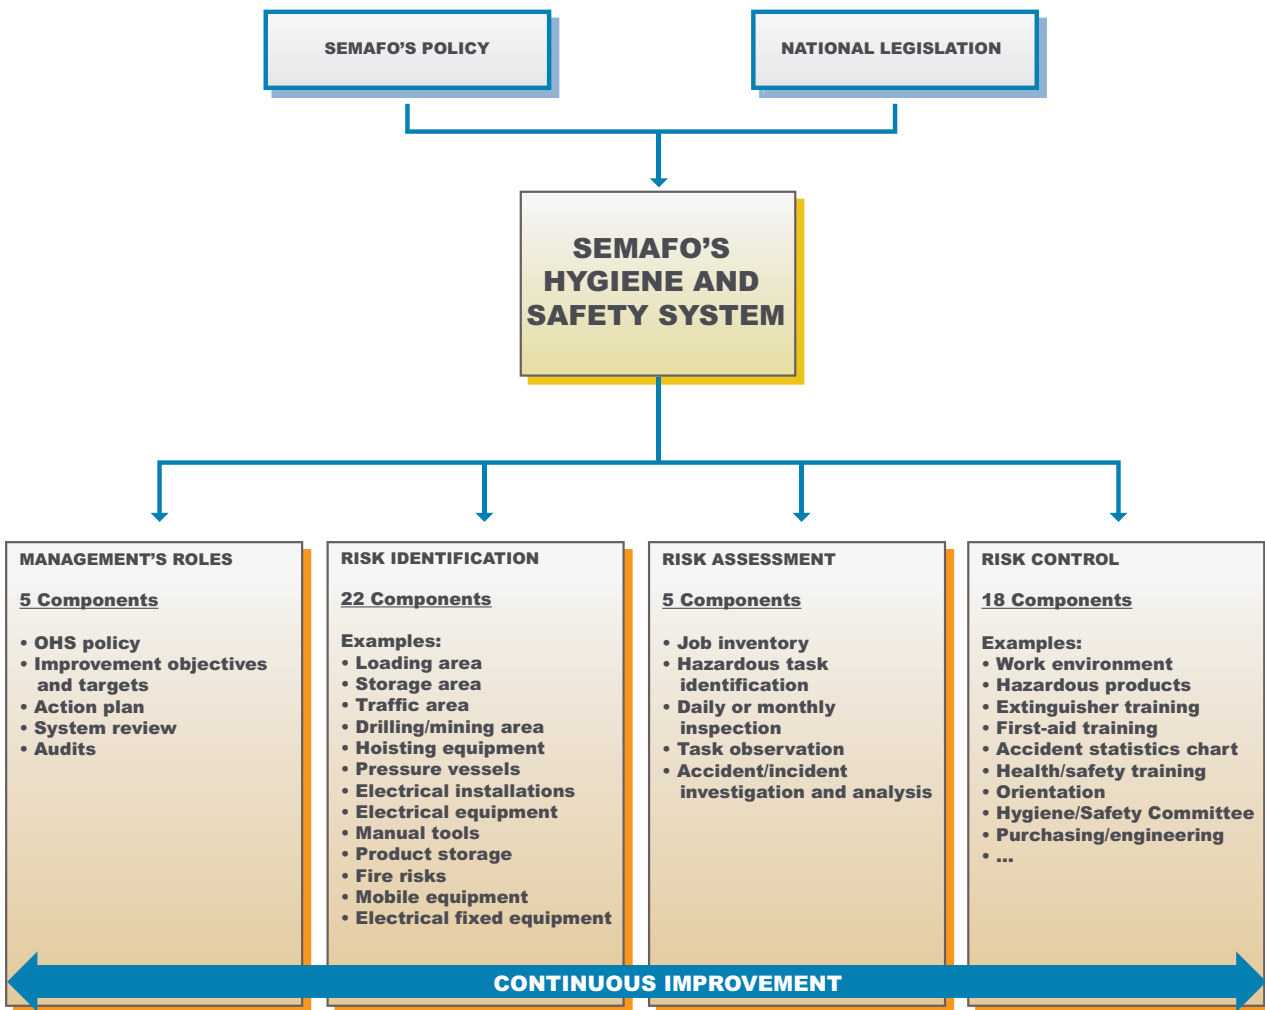 SEMAFO’S POLICY
NATIONAL LEGISLATION
SEMAFO’S
HYGIENE AND
SAFETY SYSTEM
MANAGEMENT’S ROLES
5 Components
• OHS policy
• Improvement objectives
and targets
• Action plan
• System review
• Audits
RISK IDENTIFICATION
22 Components
Examples:
• Loading area
• Storage area
• Traffic area
• Drilling/mining area
• Hoisting equipment
• Pressure vessels
• Electrical installations
• Electrical equipment
• Manual tools
• Product storage
• Fire risks
• Mobile equipment
• Electrical fixed equipment
RISK ASSESSMENT
5 Components
• Job inventory
• Hazardous task
identification
• Daily or monthly
inspection
• Task observation
• Accident/incident
investigation and analysis
RISK CONTROL
18 Components
Examples:
• Work environment
• Hazardous products
• Extinguisher training
• First-aid training
• Accident statistics chart
• Health/safety training
• Orientation
• Hygiene/Safety Committee
• Purchasing/engineering
• ...
CONTINUOUS IMPROVEMENT